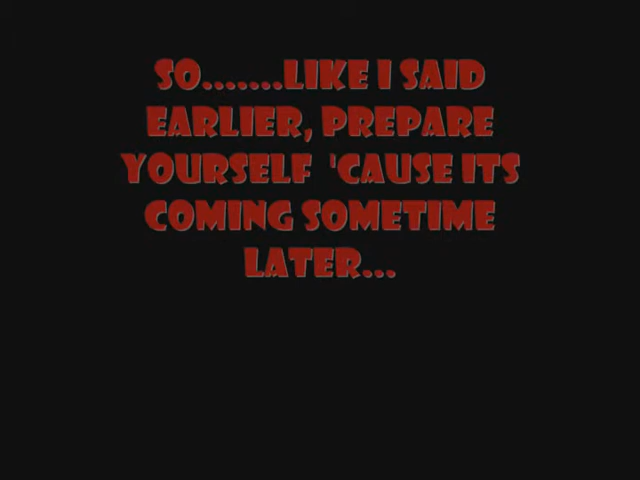 SO.......LIKE I SAID
EARLIER, PREPARE
YOURSELF 'CAUSE ITS
COMING SOMETIME
LATER...